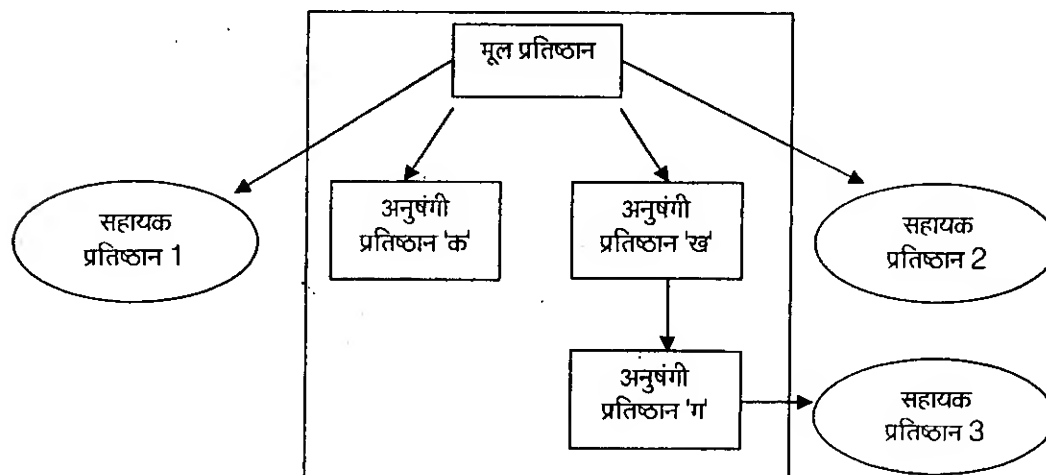 मूल प्रतिष्ठान
सहायक
प्रतिष्ठान 1
अनुषंगी
प्रतिष्ठान 'क'
अनुषंगी
प्रतिष्ठान 'ख'
सहायक
प्रतिष्ठान 2
अनुषंगी
प्रतिष्ठान 'ग'
सहायक
प्रतिष्ठान 3